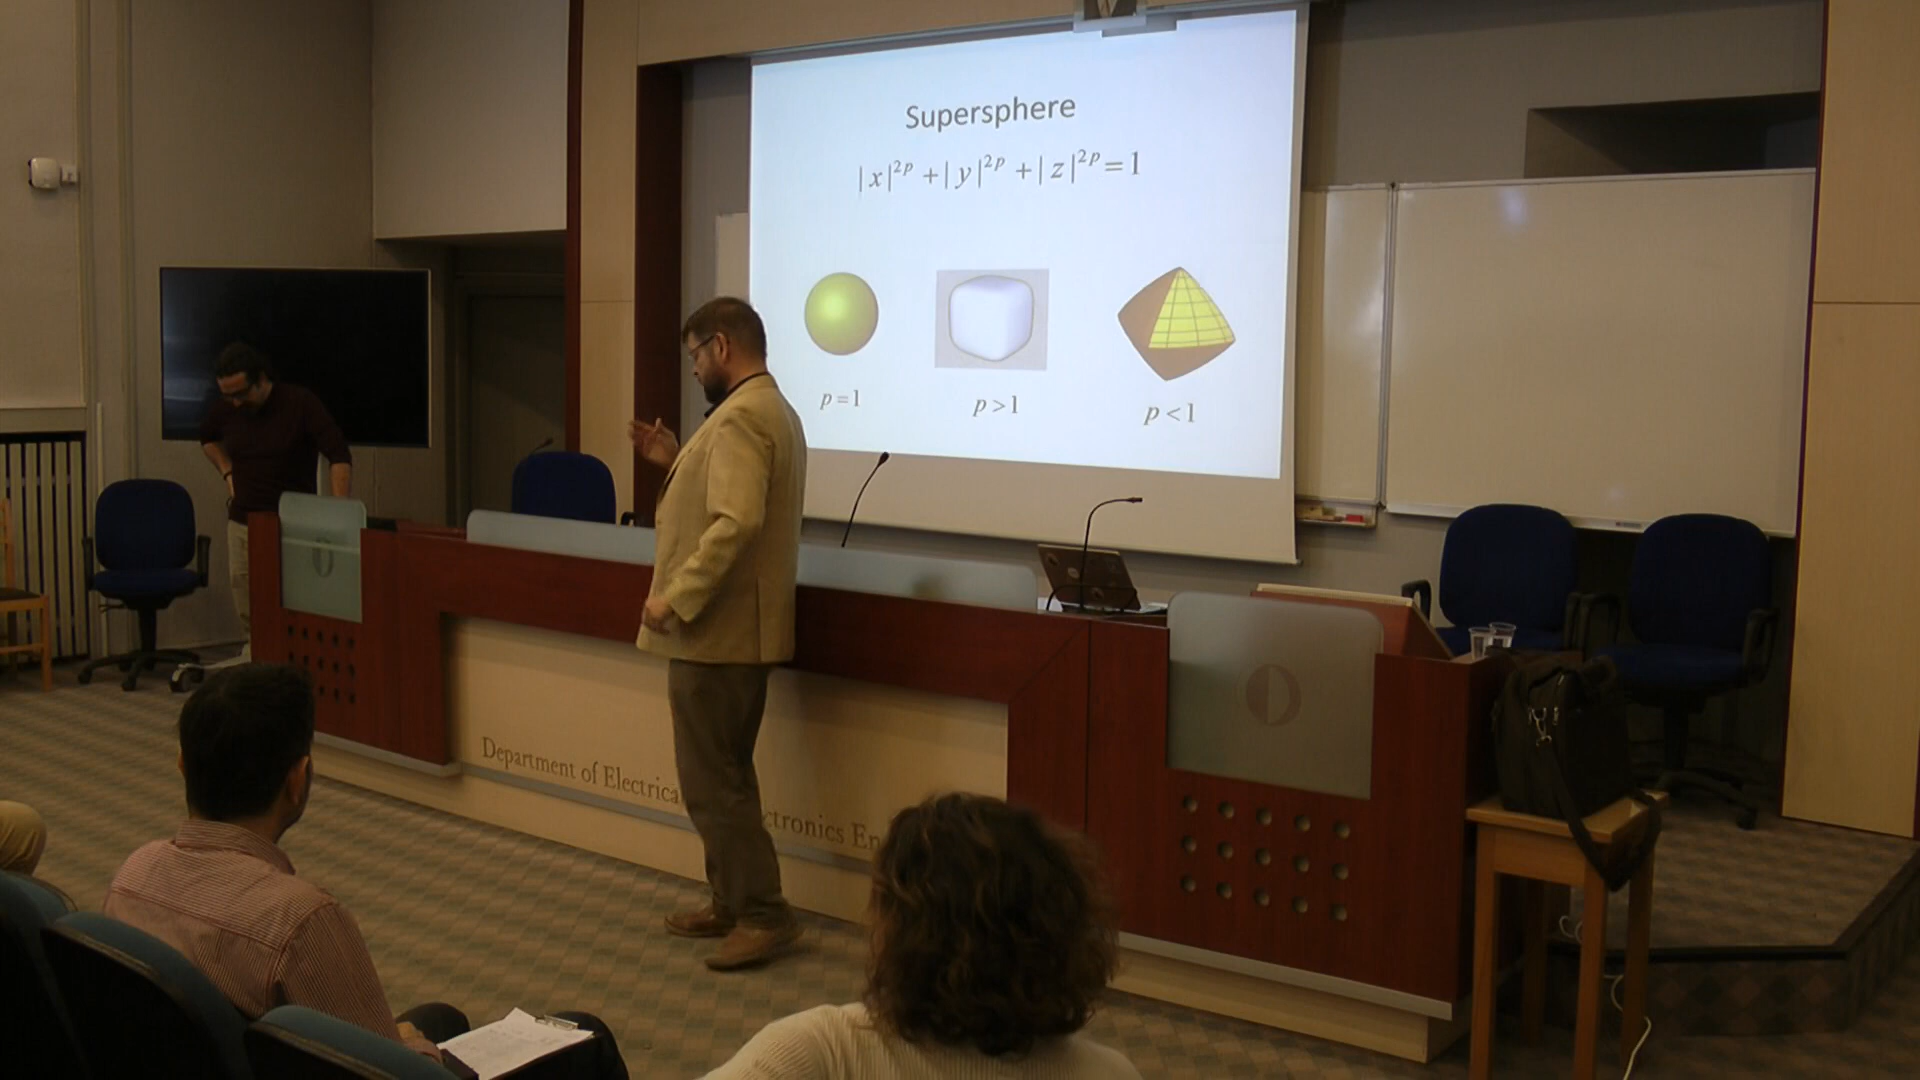 Supersphere
|x|^{2p} + |y|^{2p} + |z|^{2p} = 1
p = 1
p > 1
p < 1
Department of Electrica
ctronics En